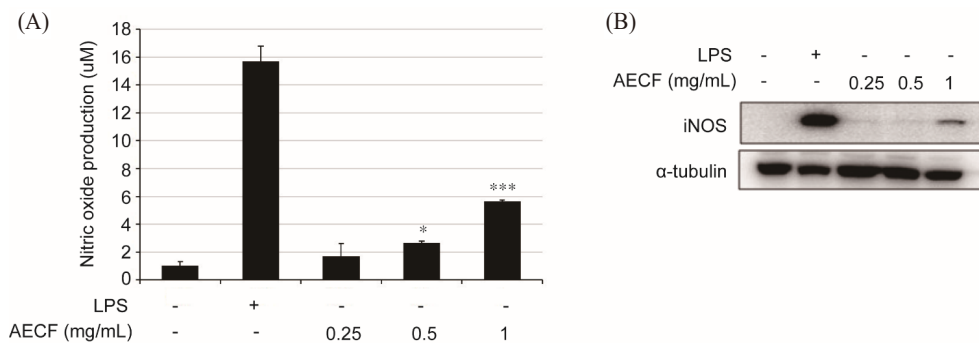 (A)
18
16
14
12
10
8
6
4
2
0
Nitric oxide production (uM)
*
***
LPS - + - - -
AECF (mg/mL) - - 0.25 0.5 1
(B)
LPS - + - - -
AECF (mg/mL) - - 0.25 0.5 1
iNOS
α-tubulin